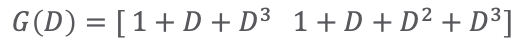 G(D) = [ 1 + D + D³ 1 + D + D² + D³]